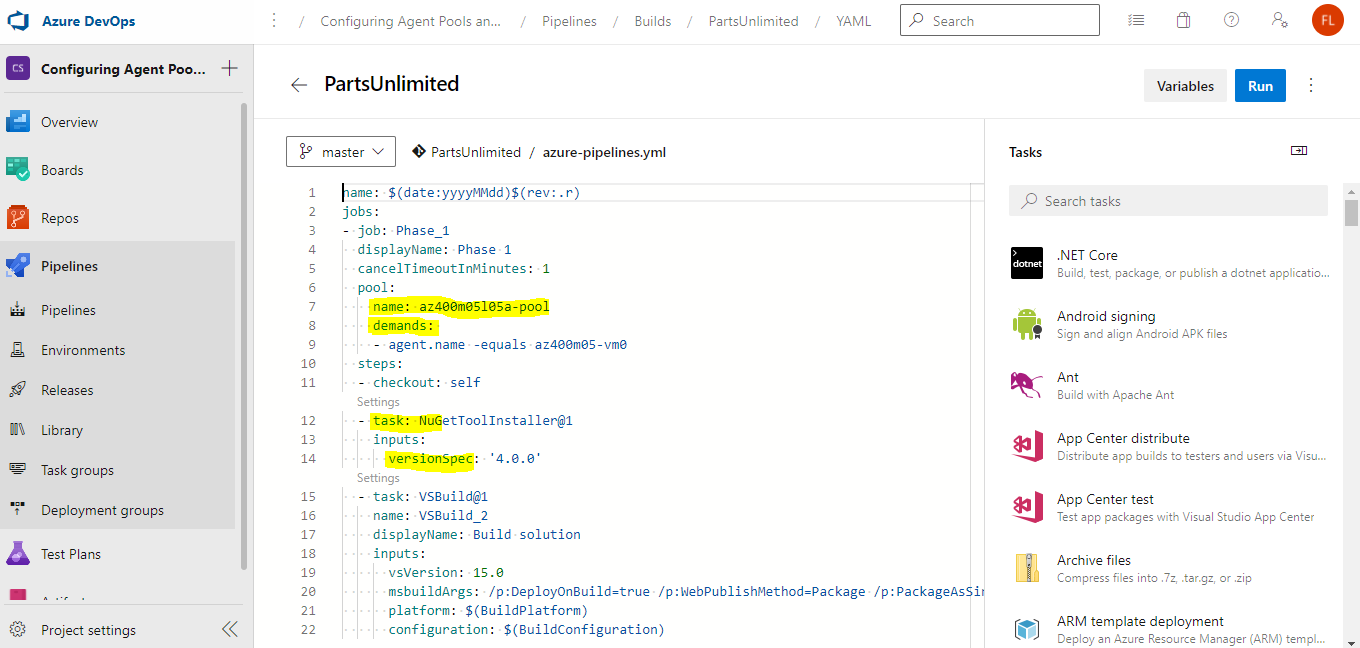 Azure DevOps
/ Configuring Agent Pools an... / Pipelines / Builds / PartsUnlimited / YAML
Search
FL
CS
Configuring Agent Poo...
Overview
Boards
Repos
Pipelines
Pipelines
Environments
Releases
Library
Task groups
Deployment groups
Test Plans
Project settings
PartsUnlimited
Variables
Run
master
PartsUnlimited / azure-pipelines.yml
1 name: $(date:yyyyMMdd)$(rev:.r)
2 jobs:
3 - job: Phase_1
4 displayName: Phase 1
5 cancelTimeoutInMinutes: 1
6 pool:
7 name: az400m05l05a-pool
8 demands:
9 - agent.name -equals az400m05-vm0
10 steps:
11 - checkout: self
Settings
12 - task: NuGetToolInstaller@1
13 inputs:
14 versionSpec: '4.0.0'
Settings
15 - task: VSBuild@1
16 name: VSBuild_2
17 displayName: Build solution
18 inputs:
19 vsVersion: 15.0
20 msbuildArgs: /p:DeployOnBuild=true /p:WebPublishMethod=Package /p:PackageAsSin
21 platform: $(BuildPlatform)
22 configuration: $(BuildConfiguration)
Tasks
Search tasks
dotnet
.NET Core
Build, test, package, or publish a dotnet applicatio...
Android signing
Sign and align Android APK files
Ant
Build with Apache Ant
App Center distribute
Distribute app builds to testers and users via Visu...
App Center test
Test app packages with Visual Studio App Center
Archive files
Compress files into .7z, .tar.gz, or .zip
ARM template deployment
Deploy an Azure Resource Manager (ARM) templ...